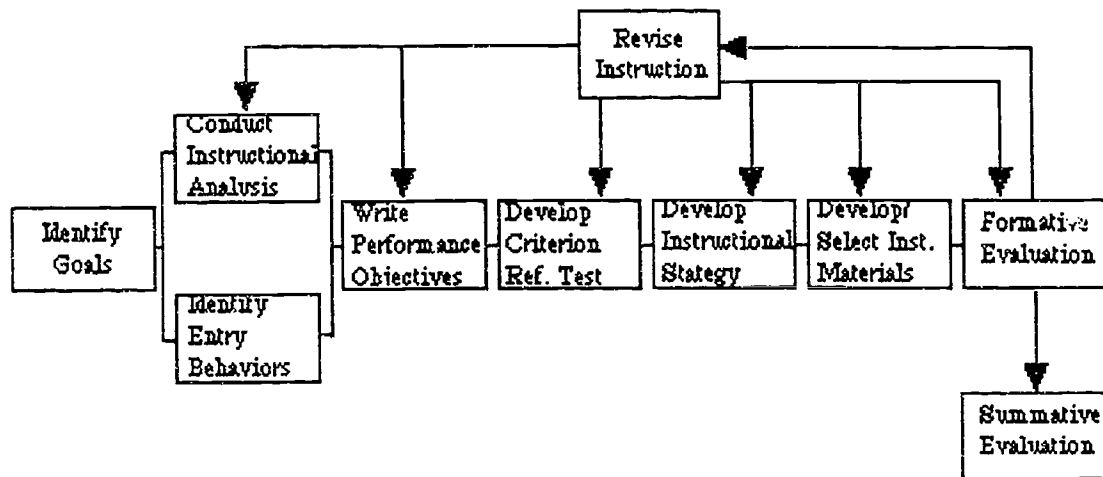 Revise
Instruction
Conduct
Instructional
Analysis
Identify
Goals
Identify
Entry
Behaviors
Write
Performance
Objectives
Develop
Criterion
Ref. Test
Develop
Instructional
Stategy
Develop/
Select Inst.
Materials
Formative
Evaluation
Summative
Evaluation